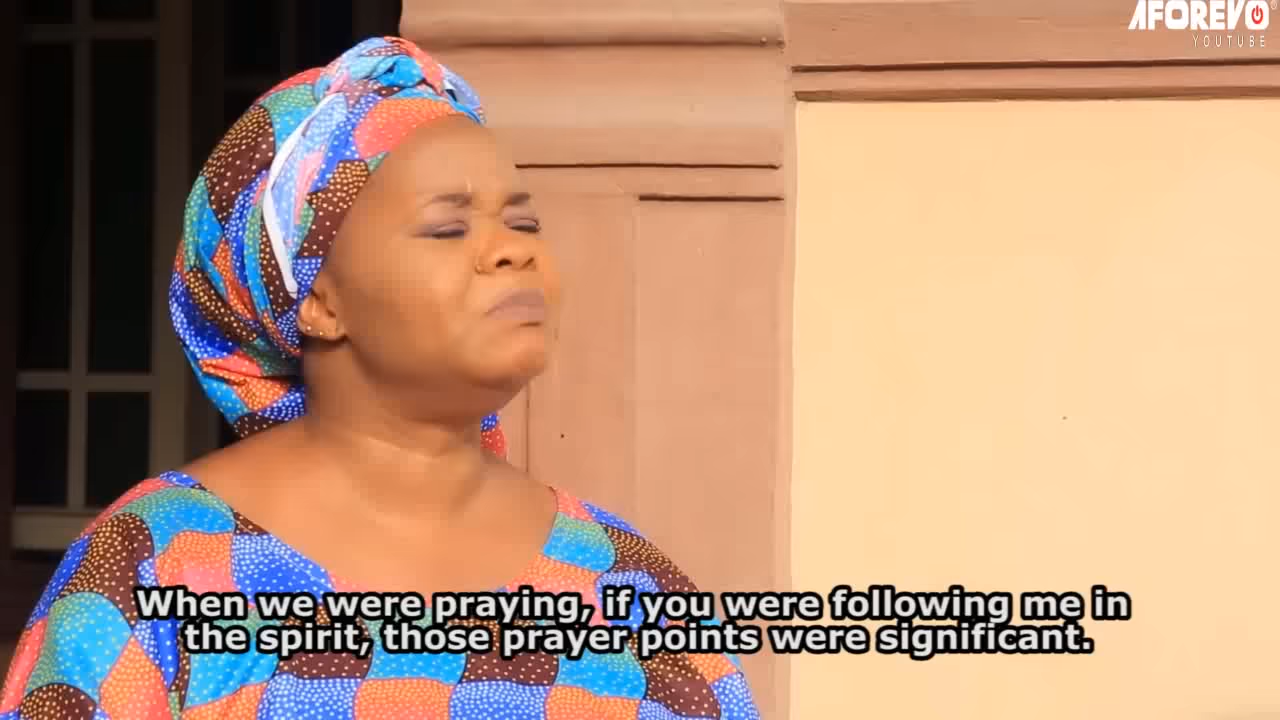 AFOREVO
YOUTUBE
When we were praying, if you were following me in
the spirit, those prayer points were significant.